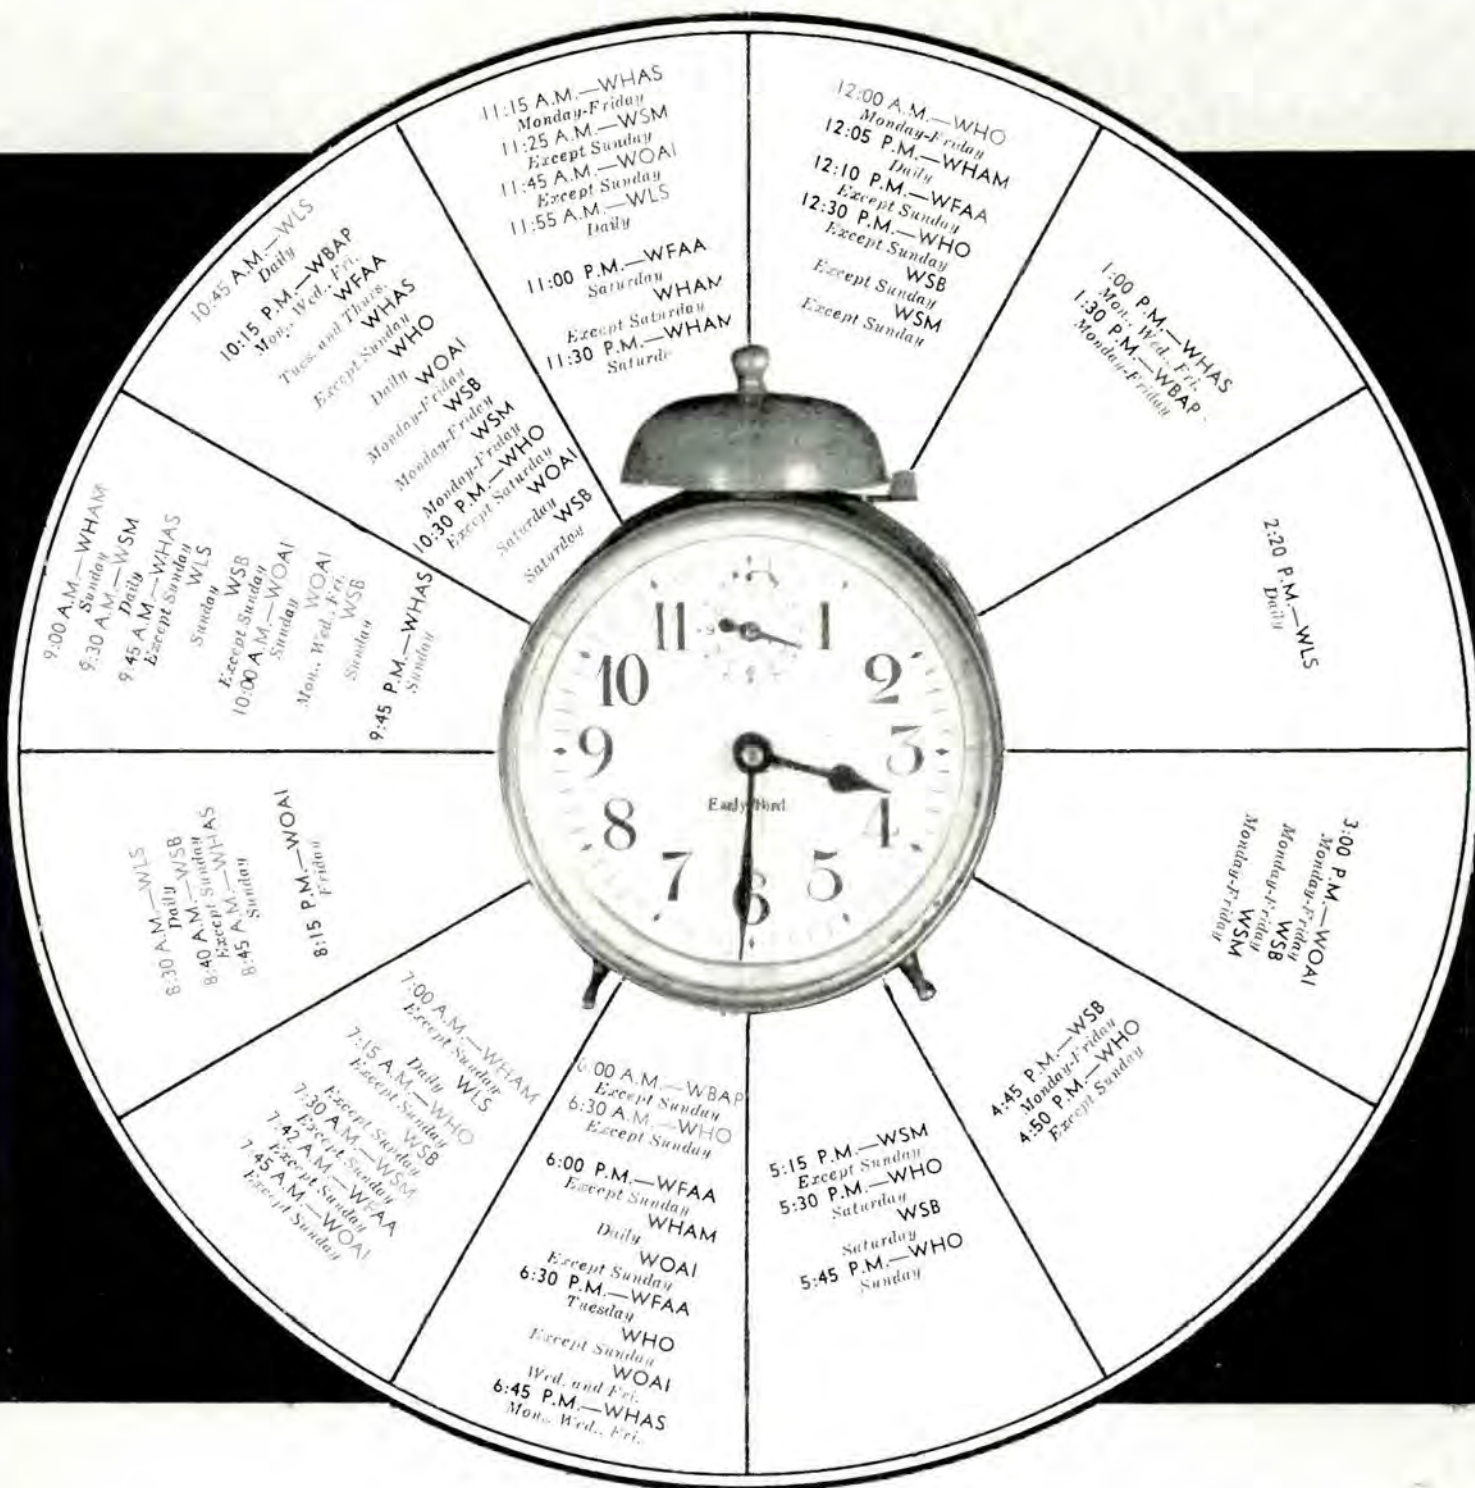 11:15 A.M.—WHAS
Monday-Friday
11:25 A.M.—WSM
Except Sunday
11:45 A.M.—WOAI
Except Sunday
11:55 A.M.—WLS
Daily
11:00 P.M.—WFAA
Saturday
WHAM
Except Saturday
11:30 P.M.—WHAM
12:00 A.M.—WHO
Monday-Friday
12:05 P.M.—WHAM
Daily
12:10 P.M.—WFAA
Except Sunday
12:30 P.M.—WHO
Except Sunday
WSB
Except Sunday
WSM
Except Sunday
1:00 P.M.—WHAS
Mon., Wed., Fri.
1:30 P.M.—WBAP
Monday-Friday
2:20 P.M.—WLS
Daily
3:00 P.M.—WOAI
Monday-Friday
WSB
Monday-Friday
WSM
Monday-Friday
4:45 P.M.—WSB
Monday-Friday
4:50 P.M.—WHO
Except Sunday
5:15 P.M.—WSM
Except Sunday
5:30 P.M.—WHO
Saturday
WSB
Saturday
5:45 P.M.—WHO
Sunday
6:00 A.M.—WBAP
Except Sunday
6:30 A.M.—WHO
Except Sunday
6:00 P.M.—WFAA
Except Sunday
WHAM
Daily
WOAI
Except Sunday
6:30 P.M.—WFAA
Tuesday
WHO
Except Sunday
WOAI
Wed. and Fri.
6:45 P.M.—WHAS
Mon., Wed., Fri.
7:00 A.M.—WHAM
Except Sunday
WLS
Daily
7:15 A.M.—WHO
Except Sunday
WSB
Except Sunday
7:30 A.M.—WSM
Except Sunday
7:42 A.M.—WFAA
Except Sunday
7:45 A.M.—WOAI
Except Sunday
8:30 A.M.—WLS
Daily
8:40 A.M.—WSB
Except Sunday
8:45 A.M.—WHAS
Sunday
8:15 P.M.—WOAI
Friday
9:00 A.M.—WHAM
Sunday
9:30 A.M.—WSM
Daily
9:45 A.M.—WHAS
Except Sunday
WLS
Sunday
WSB
Except Sunday
10:00 A.M.—WOAI
Sunday
WOAI
Mon., Wed., Fri.
WSB
Sunday
9:45 P.M.—WHAS
Sunday
10:45 A.M.—WLS
Daily
10:15 P.M.—WBAP
Mon., Wed., Fri.
WFAA
Tues. and Thurs.
WHAS
Except Sunday
WHO
Daily
WOAI
Monday-Friday
WSB
Monday-Friday
WSM
Monday-Friday
10:30 P.M.—WHO
Except Saturday
WOAI
Saturday
WSB
Saturday
11
1
10
2
9
3
8
4
7
5
6
Early Bird